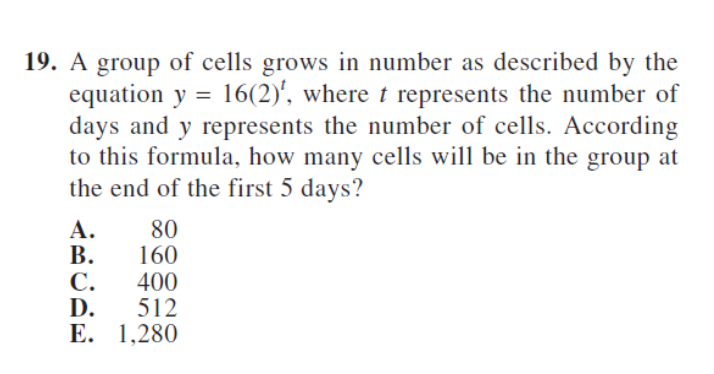 19. A group of cells grows in number as described by the
equation y = 16(2)ᵗ, where t represents the number of
days and y represents the number of cells. According
to this formula, how many cells will be in the group at
the end of the first 5 days?
A. 80
B. 160
C. 400
D. 512
E. 1,280